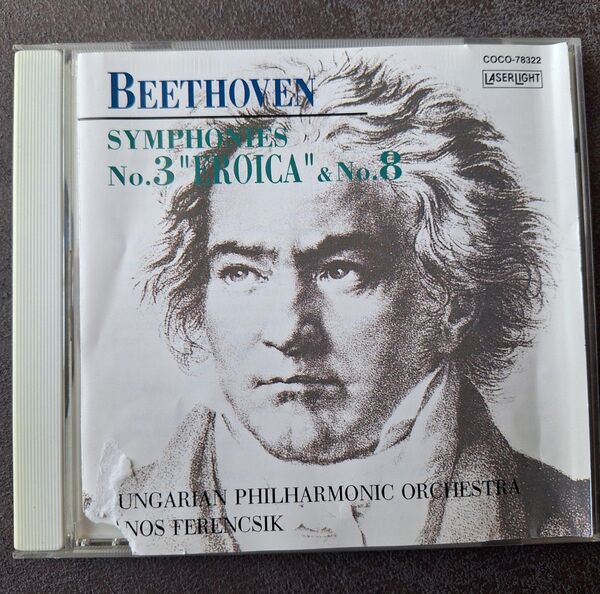 COCO-78322
LASERLIGHT
BEETHOVEN
SYMPHONIES
No.3 "EROICA" & No.8
UNGARIAN PHILHARMONIC ORCHESTRA
NOS FERENCSIK